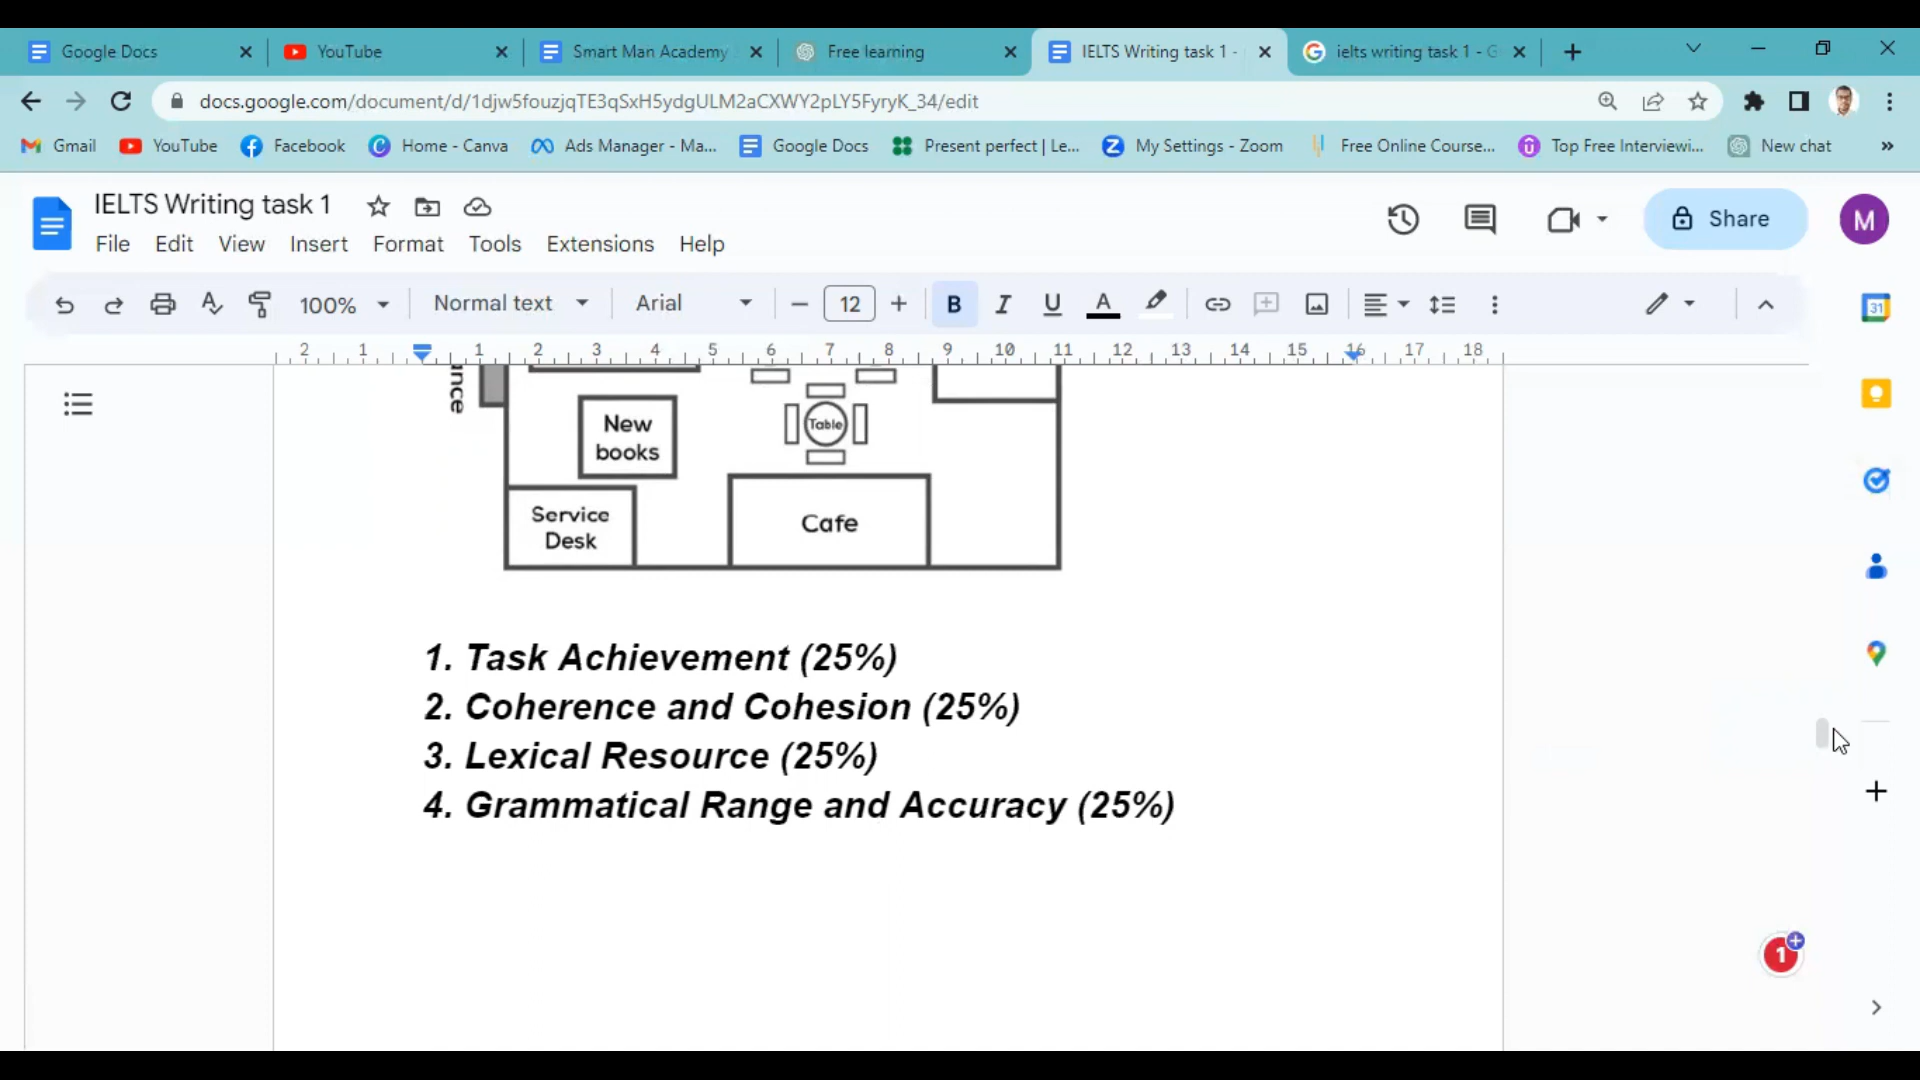 Google Docs
YouTube
Smart Man Academy
Free learning
IELTS Writing task 1 -
ielts writing task 1 - G
docs.google.com/document/d/1djw5fouzjqTE3qSxH5ydgULM2aCXWY2pLY5FyryK_34/edit
Gmail
YouTube
Facebook
Home - Canva
Ads Manager - Ma...
Google Docs
Present perfect | Le...
My Settings - Zoom
Free Online Course...
Top Free Interviewi...
New chat
IELTS Writing task 1
Share
M
File Edit View Insert Format Tools Extensions Help
100% Normal text Arial 12 B I U A
2 1 1 2 3 4 5 6 7 8 9 10 11 12 13 14 15 16 17 18
31
Table
New
books
Service
Desk
Cafe
1. Task Achievement (25%)
2. Coherence and Cohesion (25%)
3. Lexical Resource (25%)
4. Grammatical Range and Accuracy (25%)
1